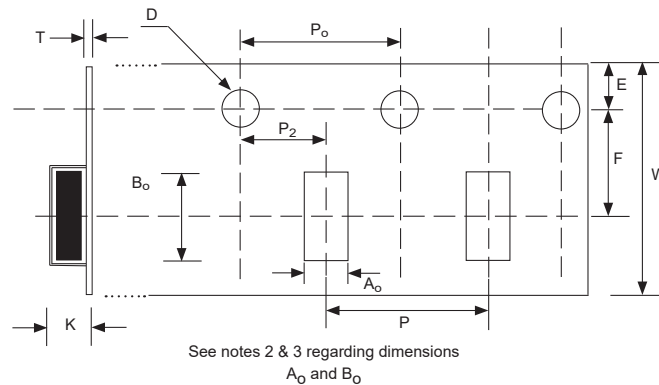 T
D
Po
E
P2
F
W
Bo
Ao
K
P
See notes 2 & 3 regarding dimensions
Ao and Bo